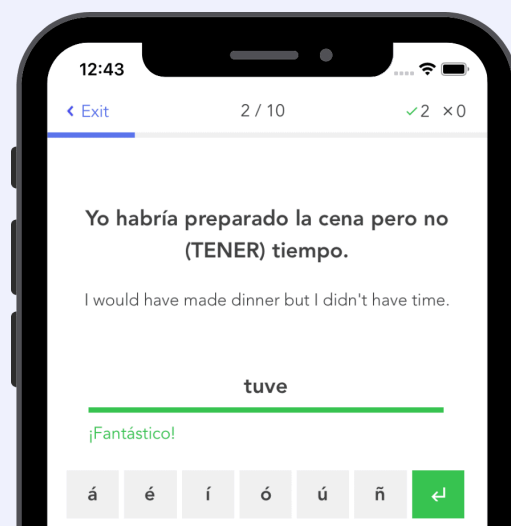 12:43
Exit 2 / 10 ✓2 ×0
Yo habría preparado la cena pero no
(TENER) tiempo.
I would have made dinner but I didn't have time.
tuve
¡Fantástico!
á é í ó ú ñ